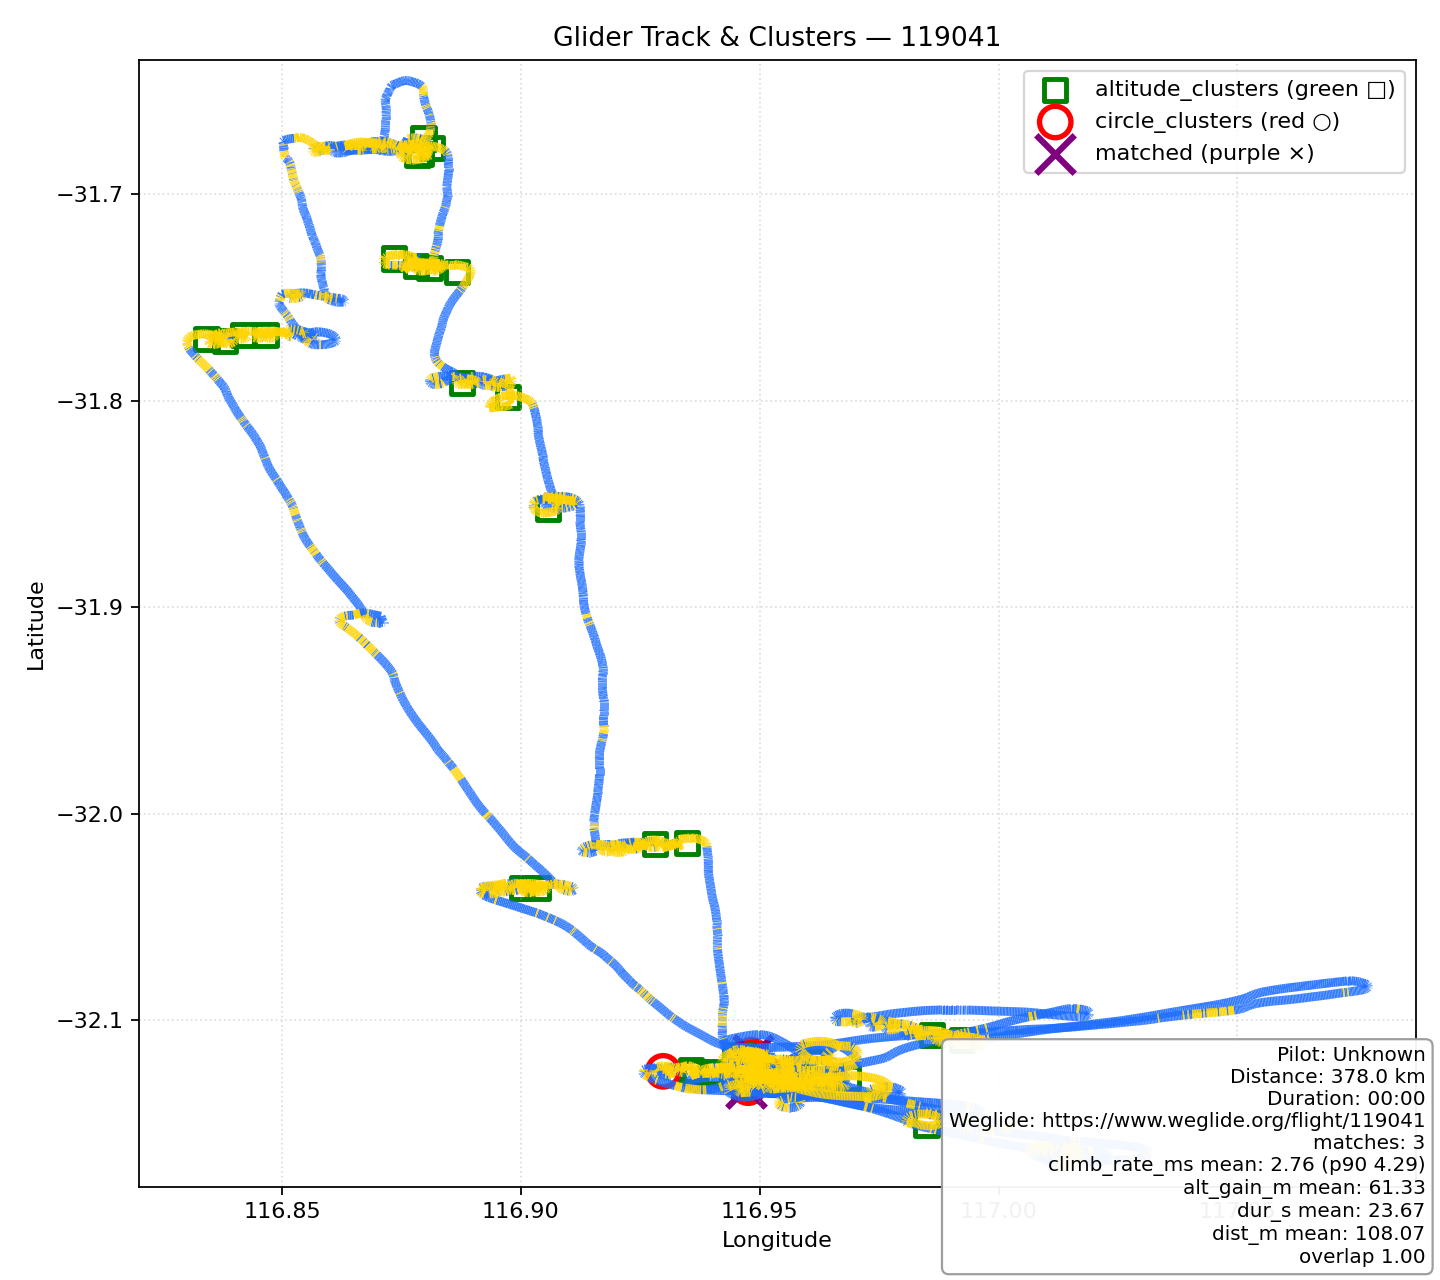 Glider Track & Clusters — 119041
altitude_clusters (green □)
circle_clusters (red ○)
matched (purple ×)
Latitude
−31.7
−31.8
−31.9
−32.0
−32.1
116.85
116.90
116.95
117.00
Longitude
Pilot: Unknown
Distance: 378.0 km
Duration: 00:00
Weglide: https://www.weglide.org/flight/119041
matches: 3
climb_rate_ms mean: 2.76 (p90 4.29)
alt_gain_m mean: 61.33
dur_s mean: 23.67
dist_m mean: 108.07
overlap 1.00